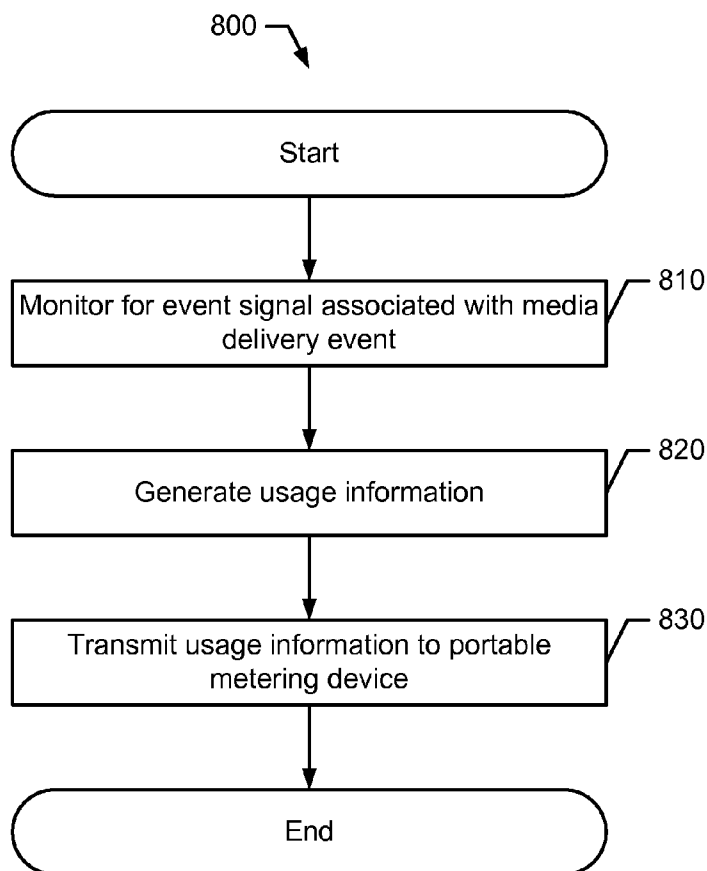 800
Start
Monitor for event signal associated with media
delivery event
810
Generate usage information
820
Transmit usage information to portable
metering device
830
End